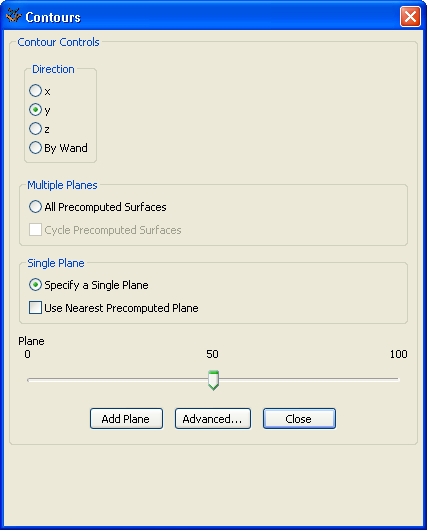 Contours
Contour Controls
Direction
x
y
z
By Wand
Multiple Planes
All Precomputed Surfaces
Cycle Precomputed Surfaces
Single Plane
Specify a Single Plane
Use Nearest Precomputed Plane
Plane
0 50 100
Add Plane Advanced... Close